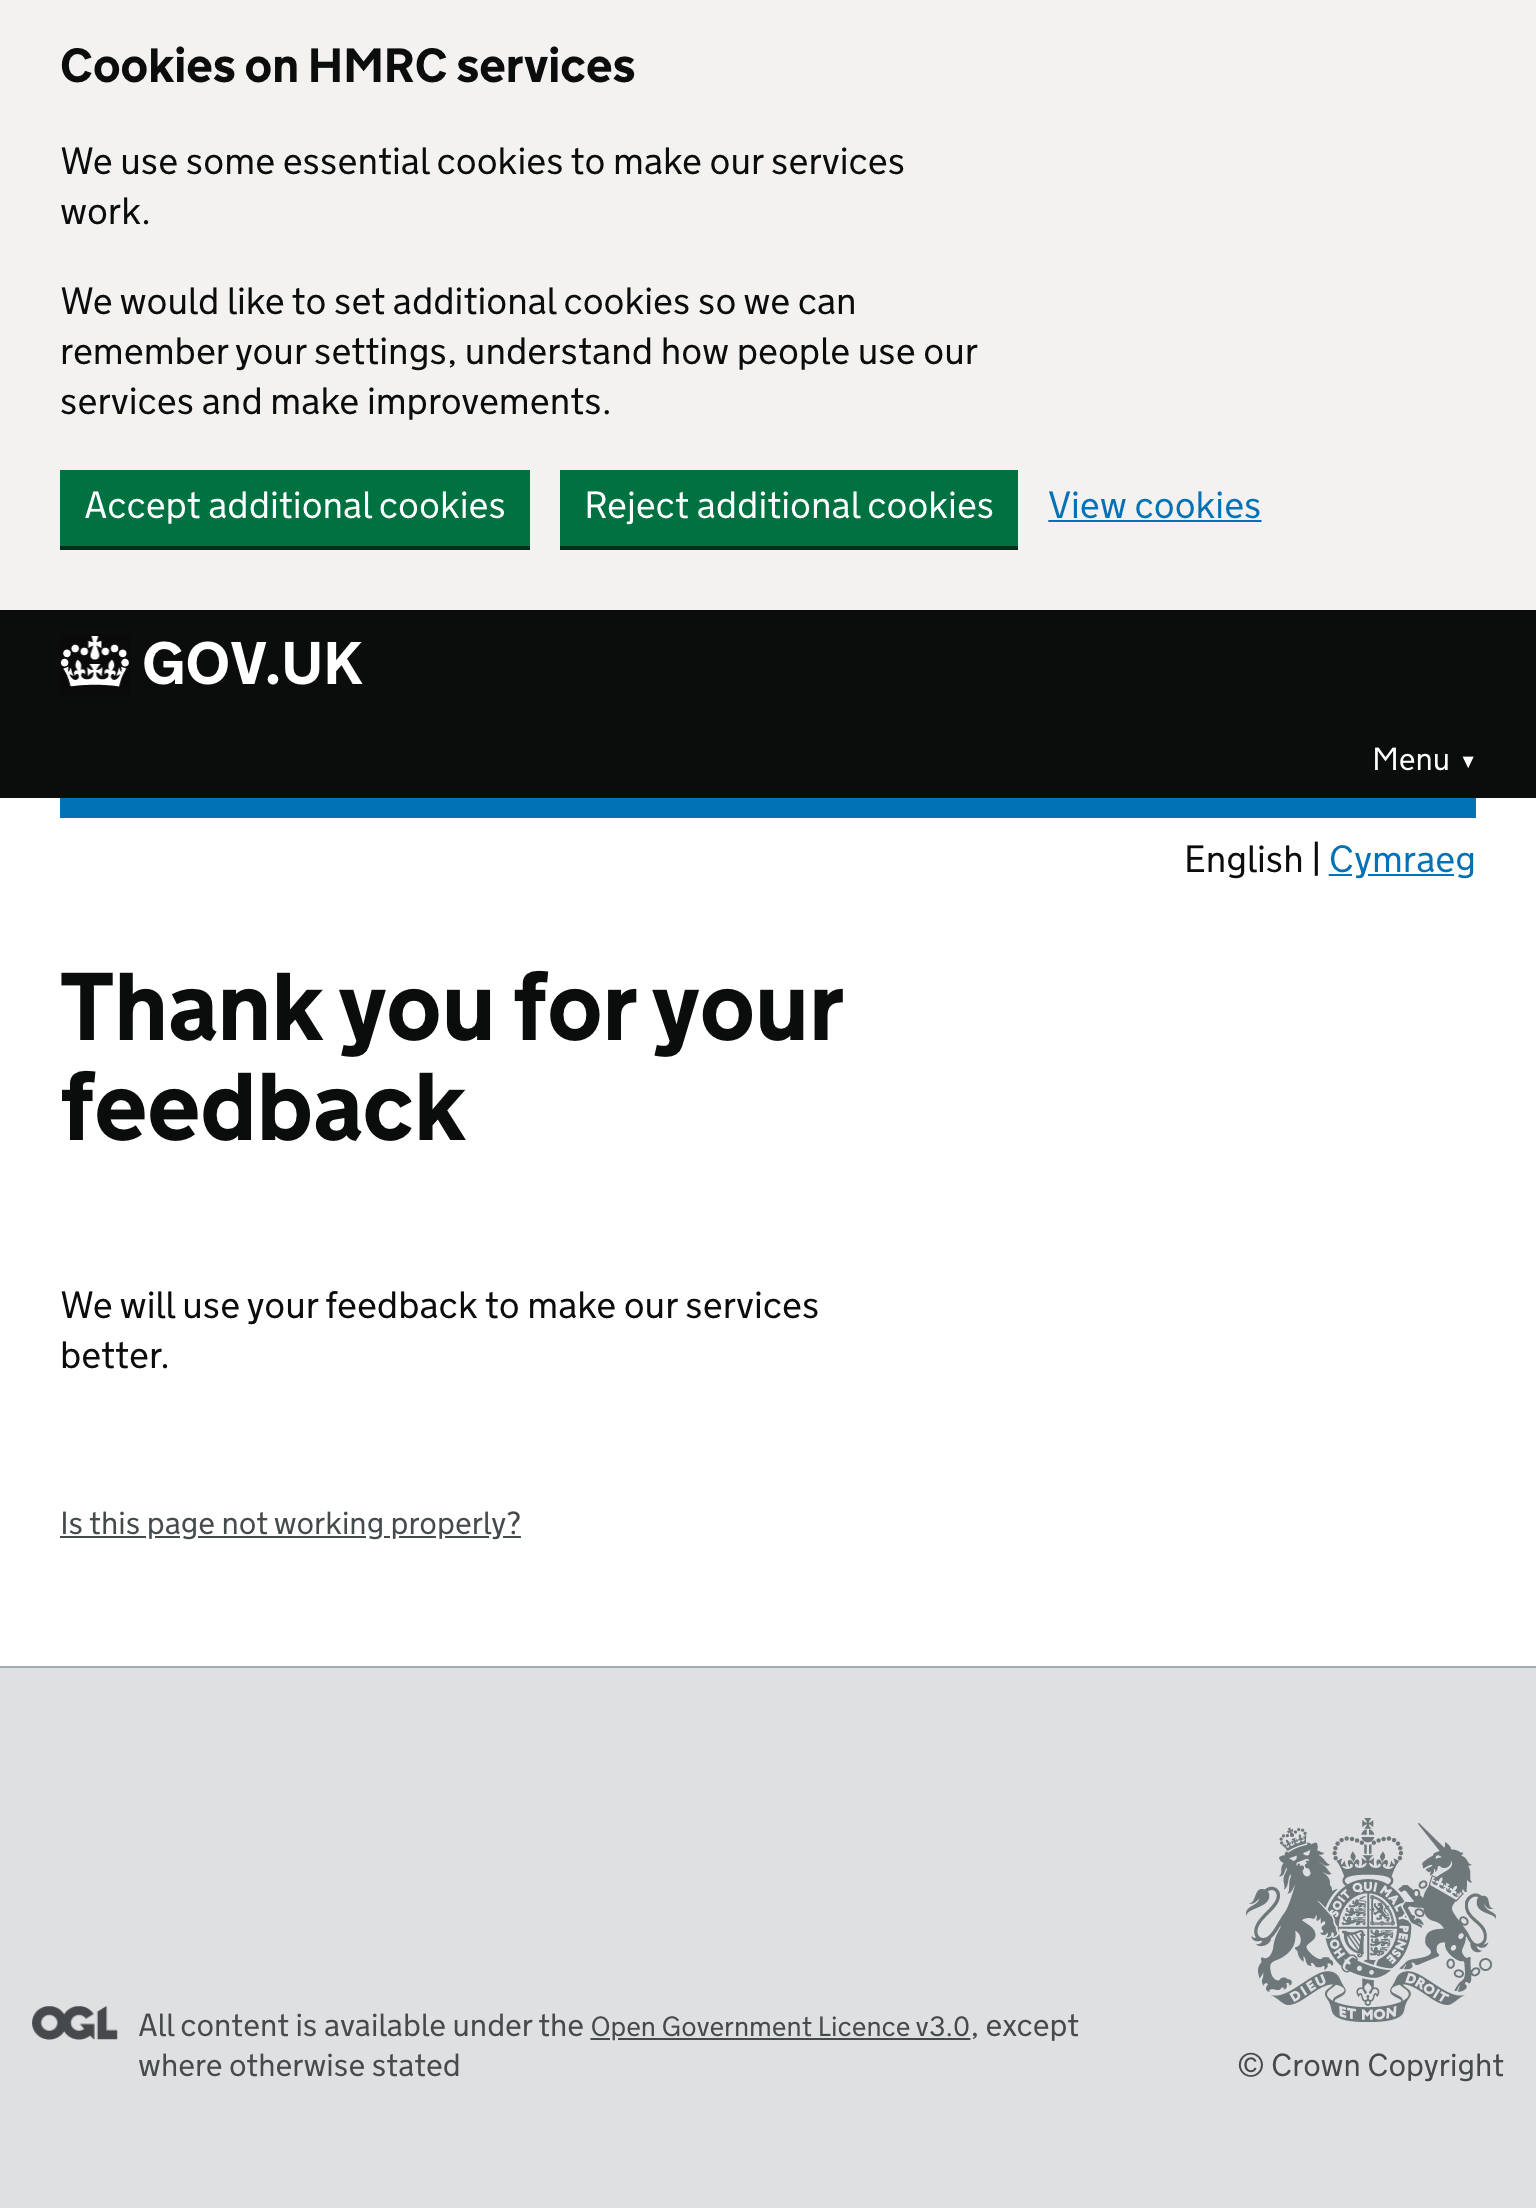 Cookies on HMRC services
We use some essential cookies to make our services
work.
We would like to set additional cookies so we can
remember your settings, understand how people use our
services and make improvements.
Accept additional cookies Reject additional cookies View cookies
GOV.UK
Menu ▼
English | Cymraeg
Thank you for your
feedback
We will use your feedback to make our services
better.
Is this page not working properly?
SOIT QUI MAL Y PENSE
HO
DIEU ET MON DROIT
OGL All content is available under the Open Government Licence v3.0, except
where otherwise stated
© Crown Copyright